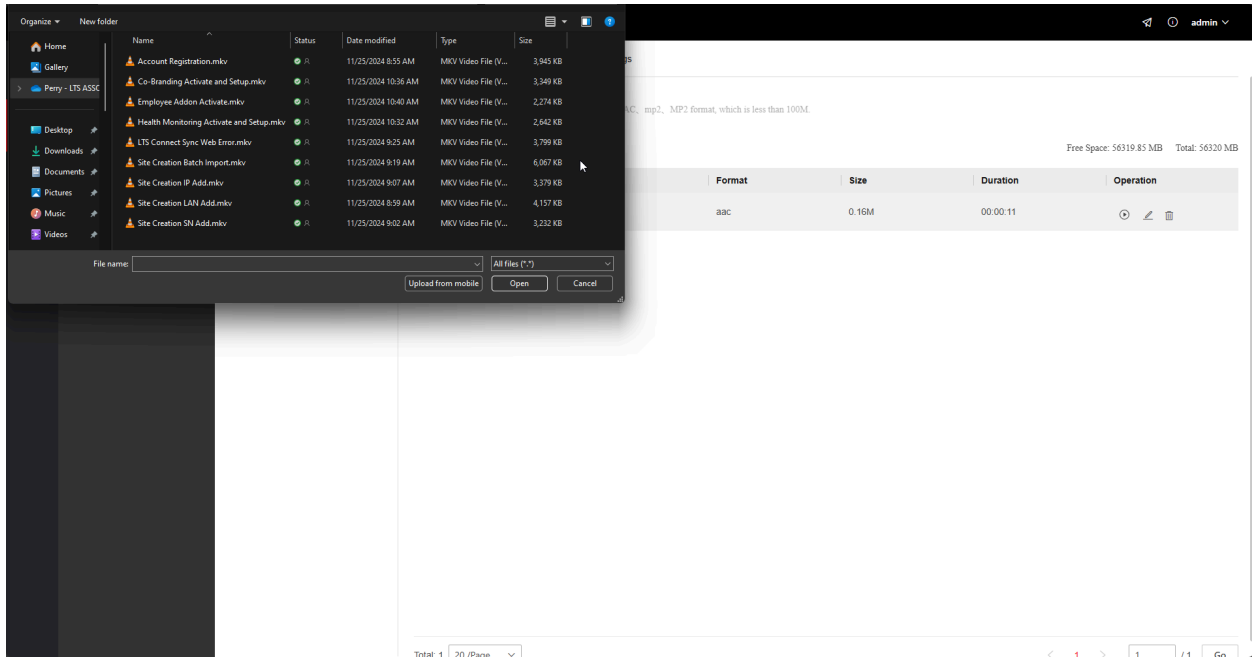 Organize New folder
admin
Home
Gallery
Perry - LTS ASSC
Desktop
Downloads
Documents
Pictures
Music
Videos
Name Status Date modified Type Size
Account Registration.mkv 11/25/2024 8:55 AM MKV Video File (V... 3,945 KB
Co-Branding Activate and Setup.mkv 11/25/2024 10:36 AM MKV Video File (V... 3,349 KB
Employee Addon Activate.mkv 11/25/2024 10:40 AM MKV Video File (V... 2,274 KB
Health Monitoring Activate and Setup.mkv 11/25/2024 10:32 AM MKV Video File (V... 2,642 KB
LTS Connect Sync Web Error.mkv 11/25/2024 9:25 AM MKV Video File (V... 3,799 KB
Site Creation Batch Import.mkv 11/25/2024 9:19 AM MKV Video File (V... 6,067 KB
Site Creation IP Add.mkv 11/25/2024 9:07 AM MKV Video File (V... 3,379 KB
Site Creation LAN Add.mkv 11/25/2024 8:59 AM MKV Video File (V... 4,157 KB
Site Creation SN Add.mkv 11/25/2024 9:02 AM MKV Video File (V... 3,232 KB
File name: All files (*.*)
Upload from mobile Open Cancel
AC、mp2、MP2 format, which is less than 100M.
Free Space: 56319.85 MB Total: 56320 MB
Format Size Duration Operation
aac 0.16M 00:00:11
Total: 1 20 /Page 1 1 / 1 Go